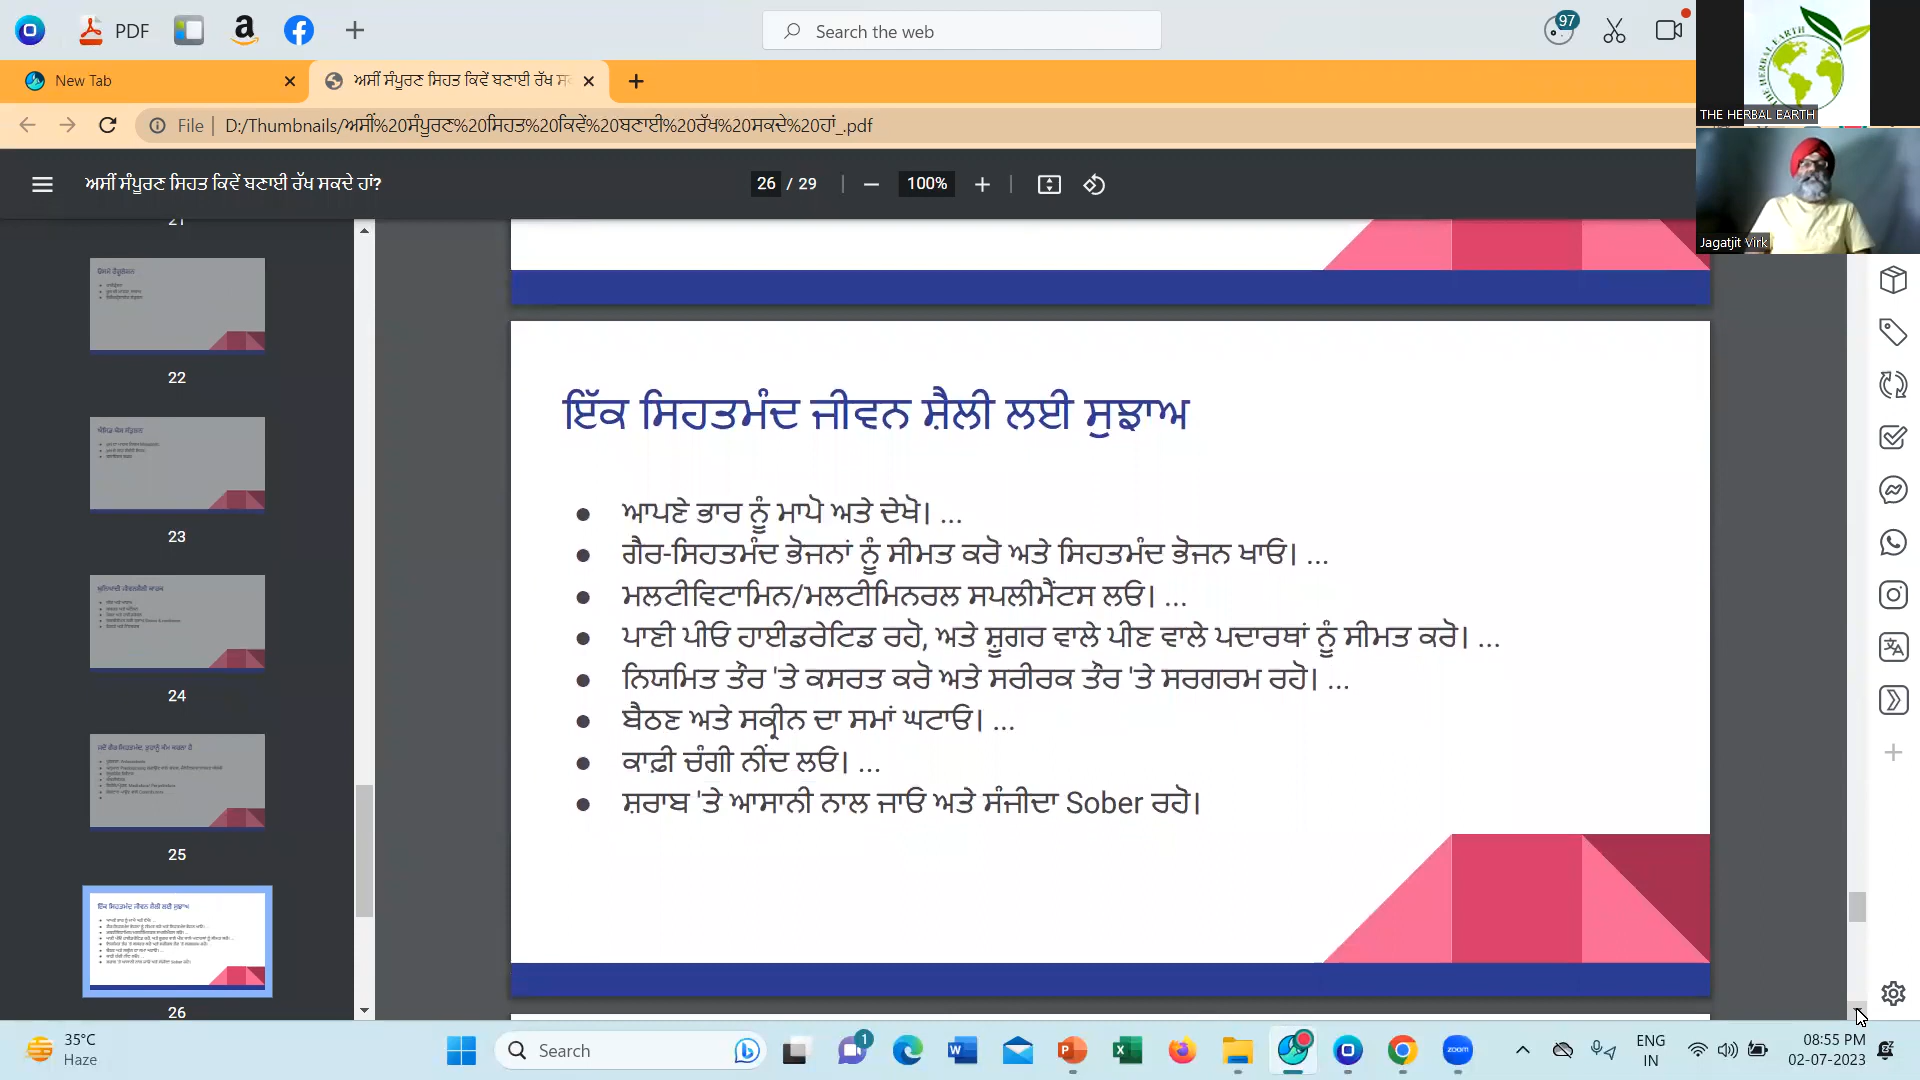 PDF
Search the web
97
THE HERBAL EARTH
New Tab
ਅਸੀਂ ਸੰਪੂਰਣ ਸਿਹਤ ਕਿਵੇਂ ਬਣਾਈ ਰੱਖ ਸਕ
File | D:/Thumbnails/ਅਸੀਂ%20ਸੰਪੂਰਣ%20ਸਿਹਤ%20ਕਿਵੇਂ%20ਬਣਾਈ%20ਰੱਖ%20ਸਕਦੇ%20ਹਾਂ_.pdf
ਅਸੀਂ ਸੰਪੂਰਣ ਸਿਹਤ ਕਿਵੇਂ ਬਣਾਈ ਰੱਖ ਸਕਦੇ ਹਾਂ?
26 / 29
100%
Jagatjit Virk
21
22
23
24
25
26
ਇੱਕ ਸਿਹਤਮੰਦ ਜੀਵਨ ਸ਼ੈਲੀ ਲਈ ਸੁਝਾਅ
● ਆਪਣੇ ਭਾਰ ਨੂੰ ਮਾਪੋ ਅਤੇ ਦੇਖੋ। ...
● ਗੈਰ-ਸਿਹਤਮੰਦ ਭੋਜਨਾਂ ਨੂੰ ਸੀਮਤ ਕਰੋ ਅਤੇ ਸਿਹਤਮੰਦ ਭੋਜਨ ਖਾਓ। ...
● ਮਲਟੀਵਿਟਾਮਿਨ/ਮਲਟੀਮਿਨਰਲ ਸਪਲੀਮੈਂਟਸ ਲਓ। ...
● ਪਾਣੀ ਪੀਓ ਹਾਈਡਰੇਟਿਡ ਰਹੋ, ਅਤੇ ਸ਼ੂਗਰ ਵਾਲੇ ਪੀਣ ਵਾਲੇ ਪਦਾਰਥਾਂ ਨੂੰ ਸੀਮਤ ਕਰੋ। ...
● ਨਿਯਮਿਤ ਤੌਰ 'ਤੇ ਕਸਰਤ ਕਰੋ ਅਤੇ ਸਰੀਰਕ ਤੌਰ 'ਤੇ ਸਰਗਰਮ ਰਹੋ। ...
● ਬੈਠਣ ਅਤੇ ਸਕ੍ਰੀਨ ਦਾ ਸਮਾਂ ਘਟਾਓ। ...
● ਕਾਫ਼ੀ ਚੰਗੀ ਨੀਂਦ ਲਓ। ...
● ਸ਼ਰਾਬ 'ਤੇ ਆਸਾਨੀ ਨਾਲ ਜਾਓ ਅਤੇ ਸੰਜੀਦਾ Sober ਰਹੋ।
35°C
Haze
Search
1
zoom
ENG
IN
08:55 PM
02-07-2023